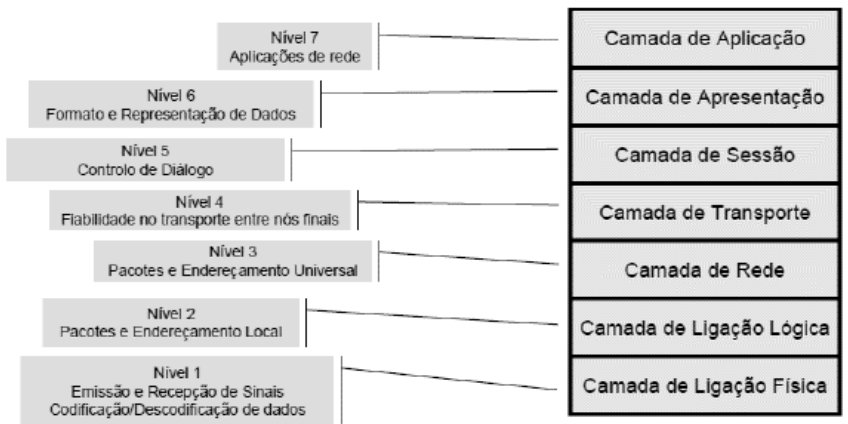 Nível 7
Aplicações de rede
Camada de Aplicação
Nível 6
Formato e Representação de Dados
Camada de Apresentação
Nível 5
Controlo de Diálogo
Camada de Sessão
Nível 4
Fiabilidade no transporte entre nós finais
Camada de Transporte
Nível 3
Pacotes e Endereçamento Universal
Camada de Rede
Nível 2
Pacotes e Endereçamento Local
Camada de Ligação Lógica
Nível 1
Emissão e Recepção de Sinais
Codificação/Descodificação de dados
Camada de Ligação Física